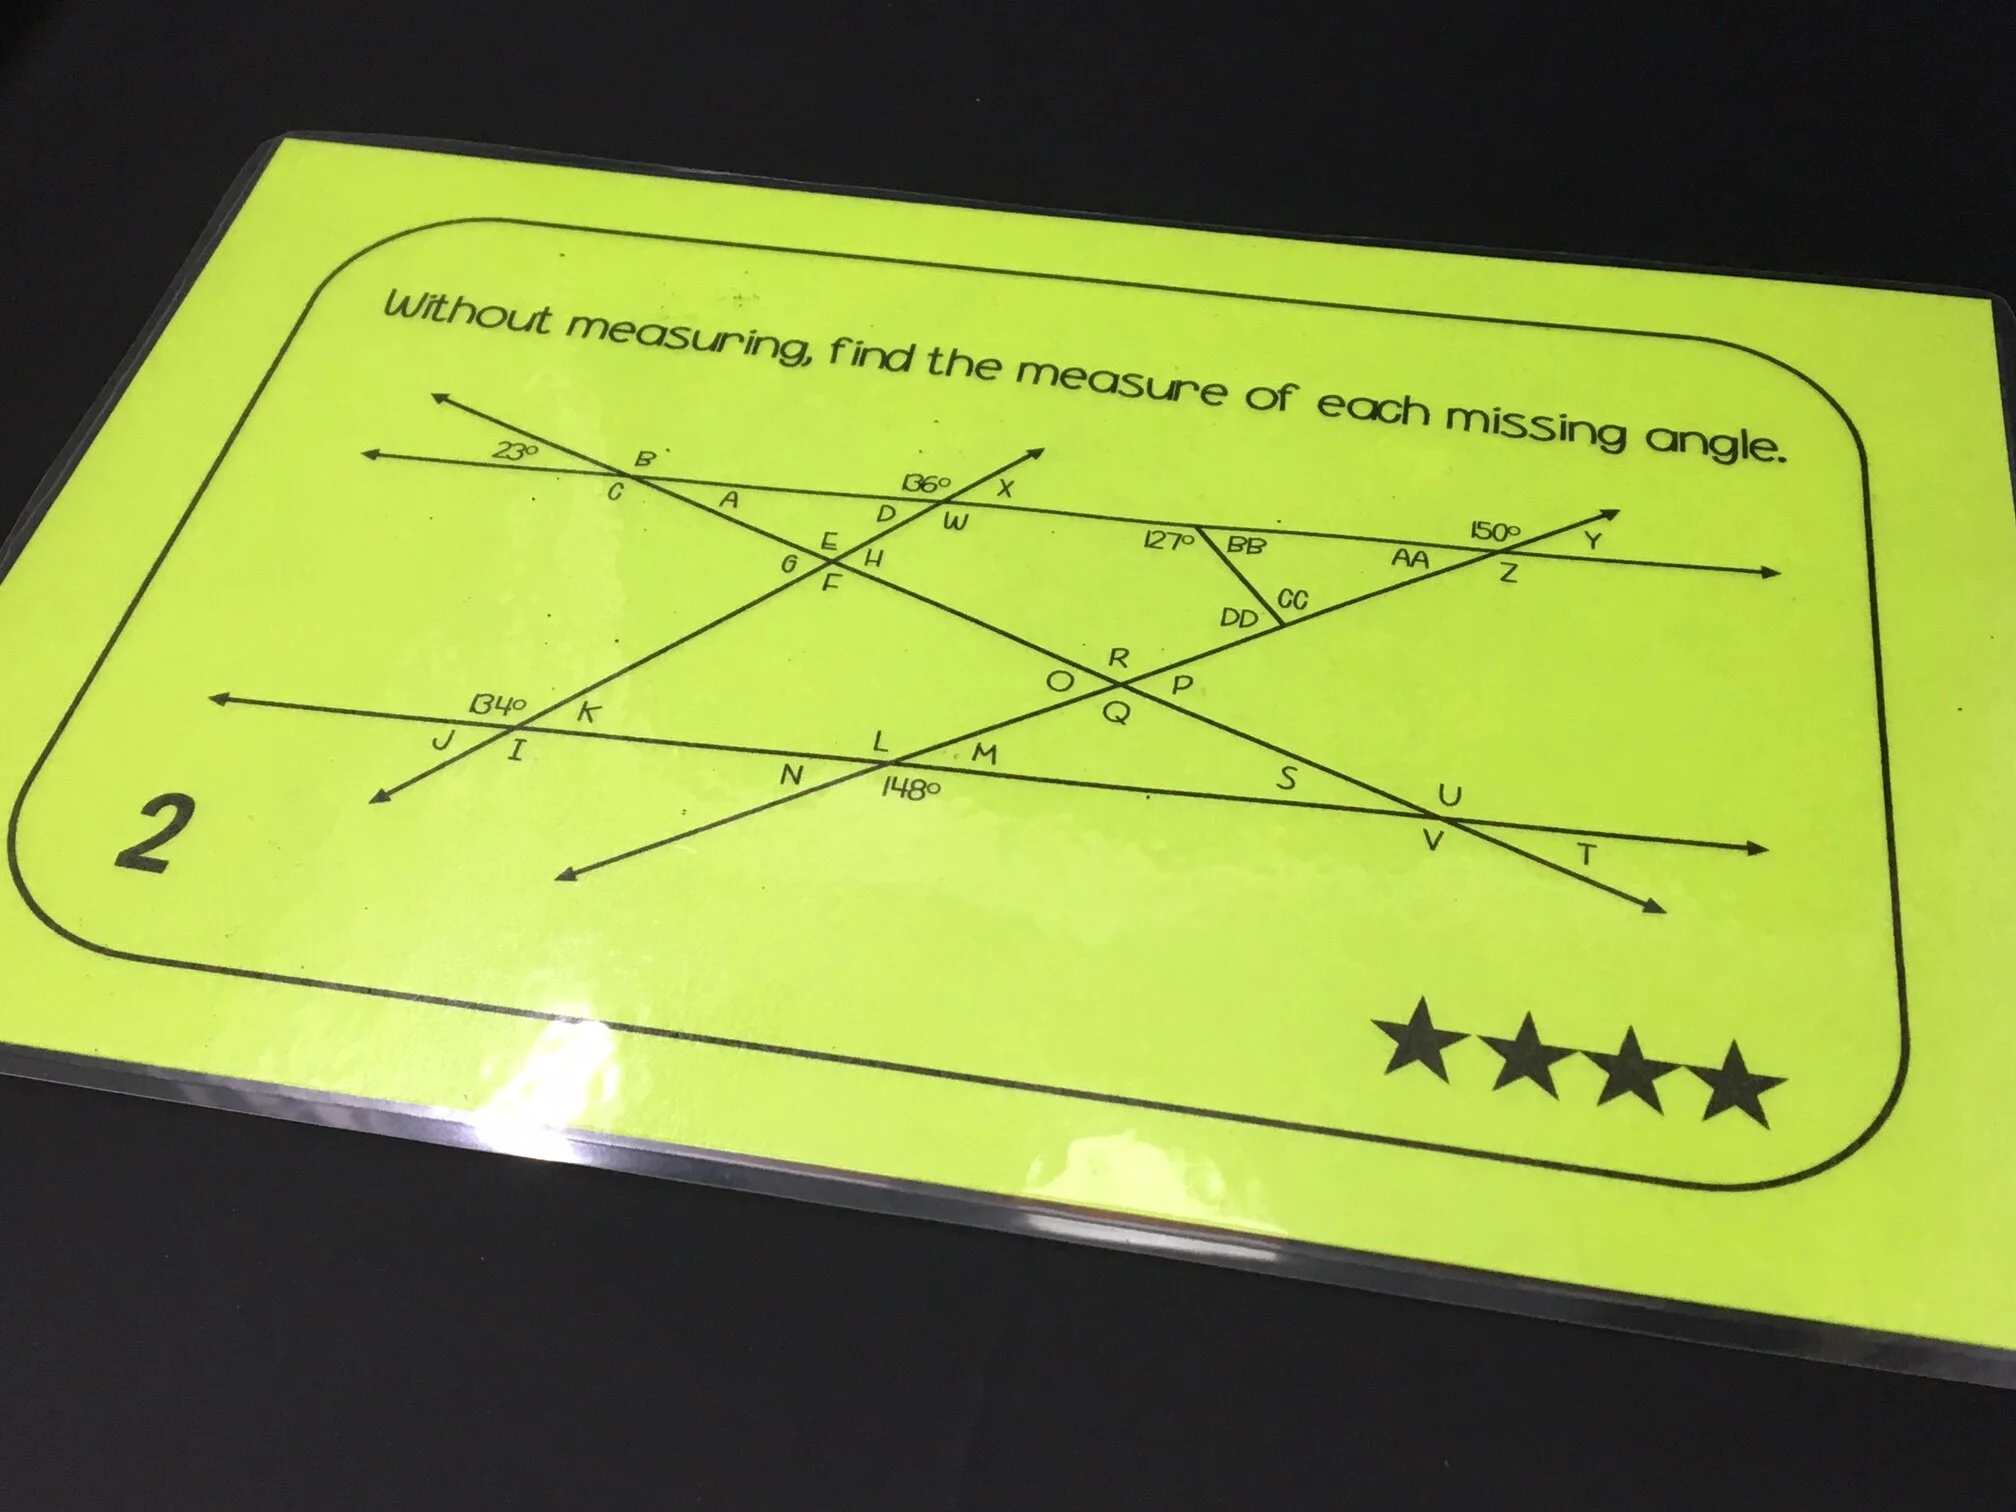 Without measuring, find the measure of each missing angle.
23° B 136° X
C A D W 150° Y
E 127° BB AA Z
G H
F CC
DD
R
O P
134° K Q
J I L M
N 148° S U
V T
2